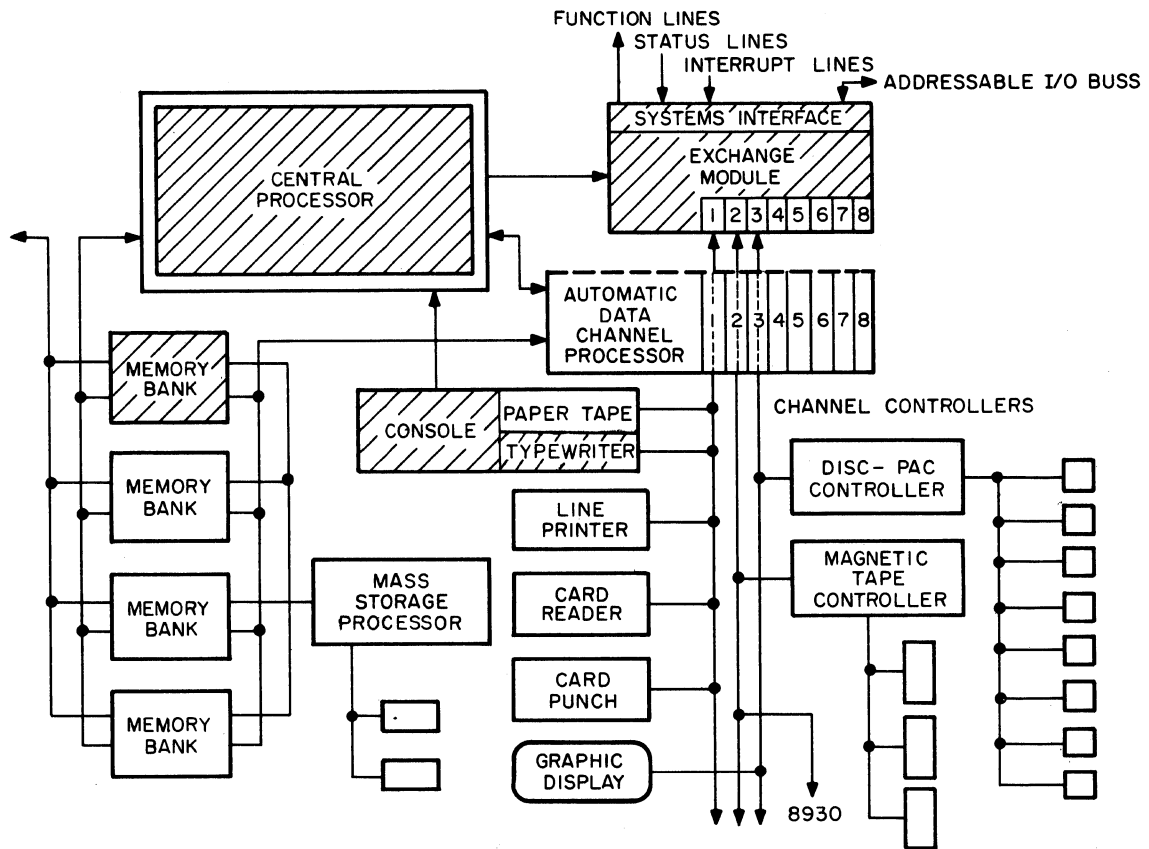 FUNCTION LINES
STATUS LINES
INTERRUPT LINES
ADDRESSABLE I/O BUSS
SYSTEMS INTERFACE
EXCHANGE
MODULE
1 2 3 4 5 6 7 8
CENTRAL
PROCESSOR
AUTOMATIC
DATA
CHANNEL
PROCESSOR
1 2 3 4 5 6 7 8
MEMORY
BANK
CONSOLE
PAPER TAPE
TYPEWRITER
CHANNEL CONTROLLERS
MEMORY
BANK
LINE
PRINTER
DISC-PAC
CONTROLLER
MEMORY
BANK
MASS
STORAGE
PROCESSOR
CARD
READER
MAGNETIC
TAPE
CONTROLLER
MEMORY
BANK
CARD
PUNCH
GRAPHIC
DISPLAY
8930